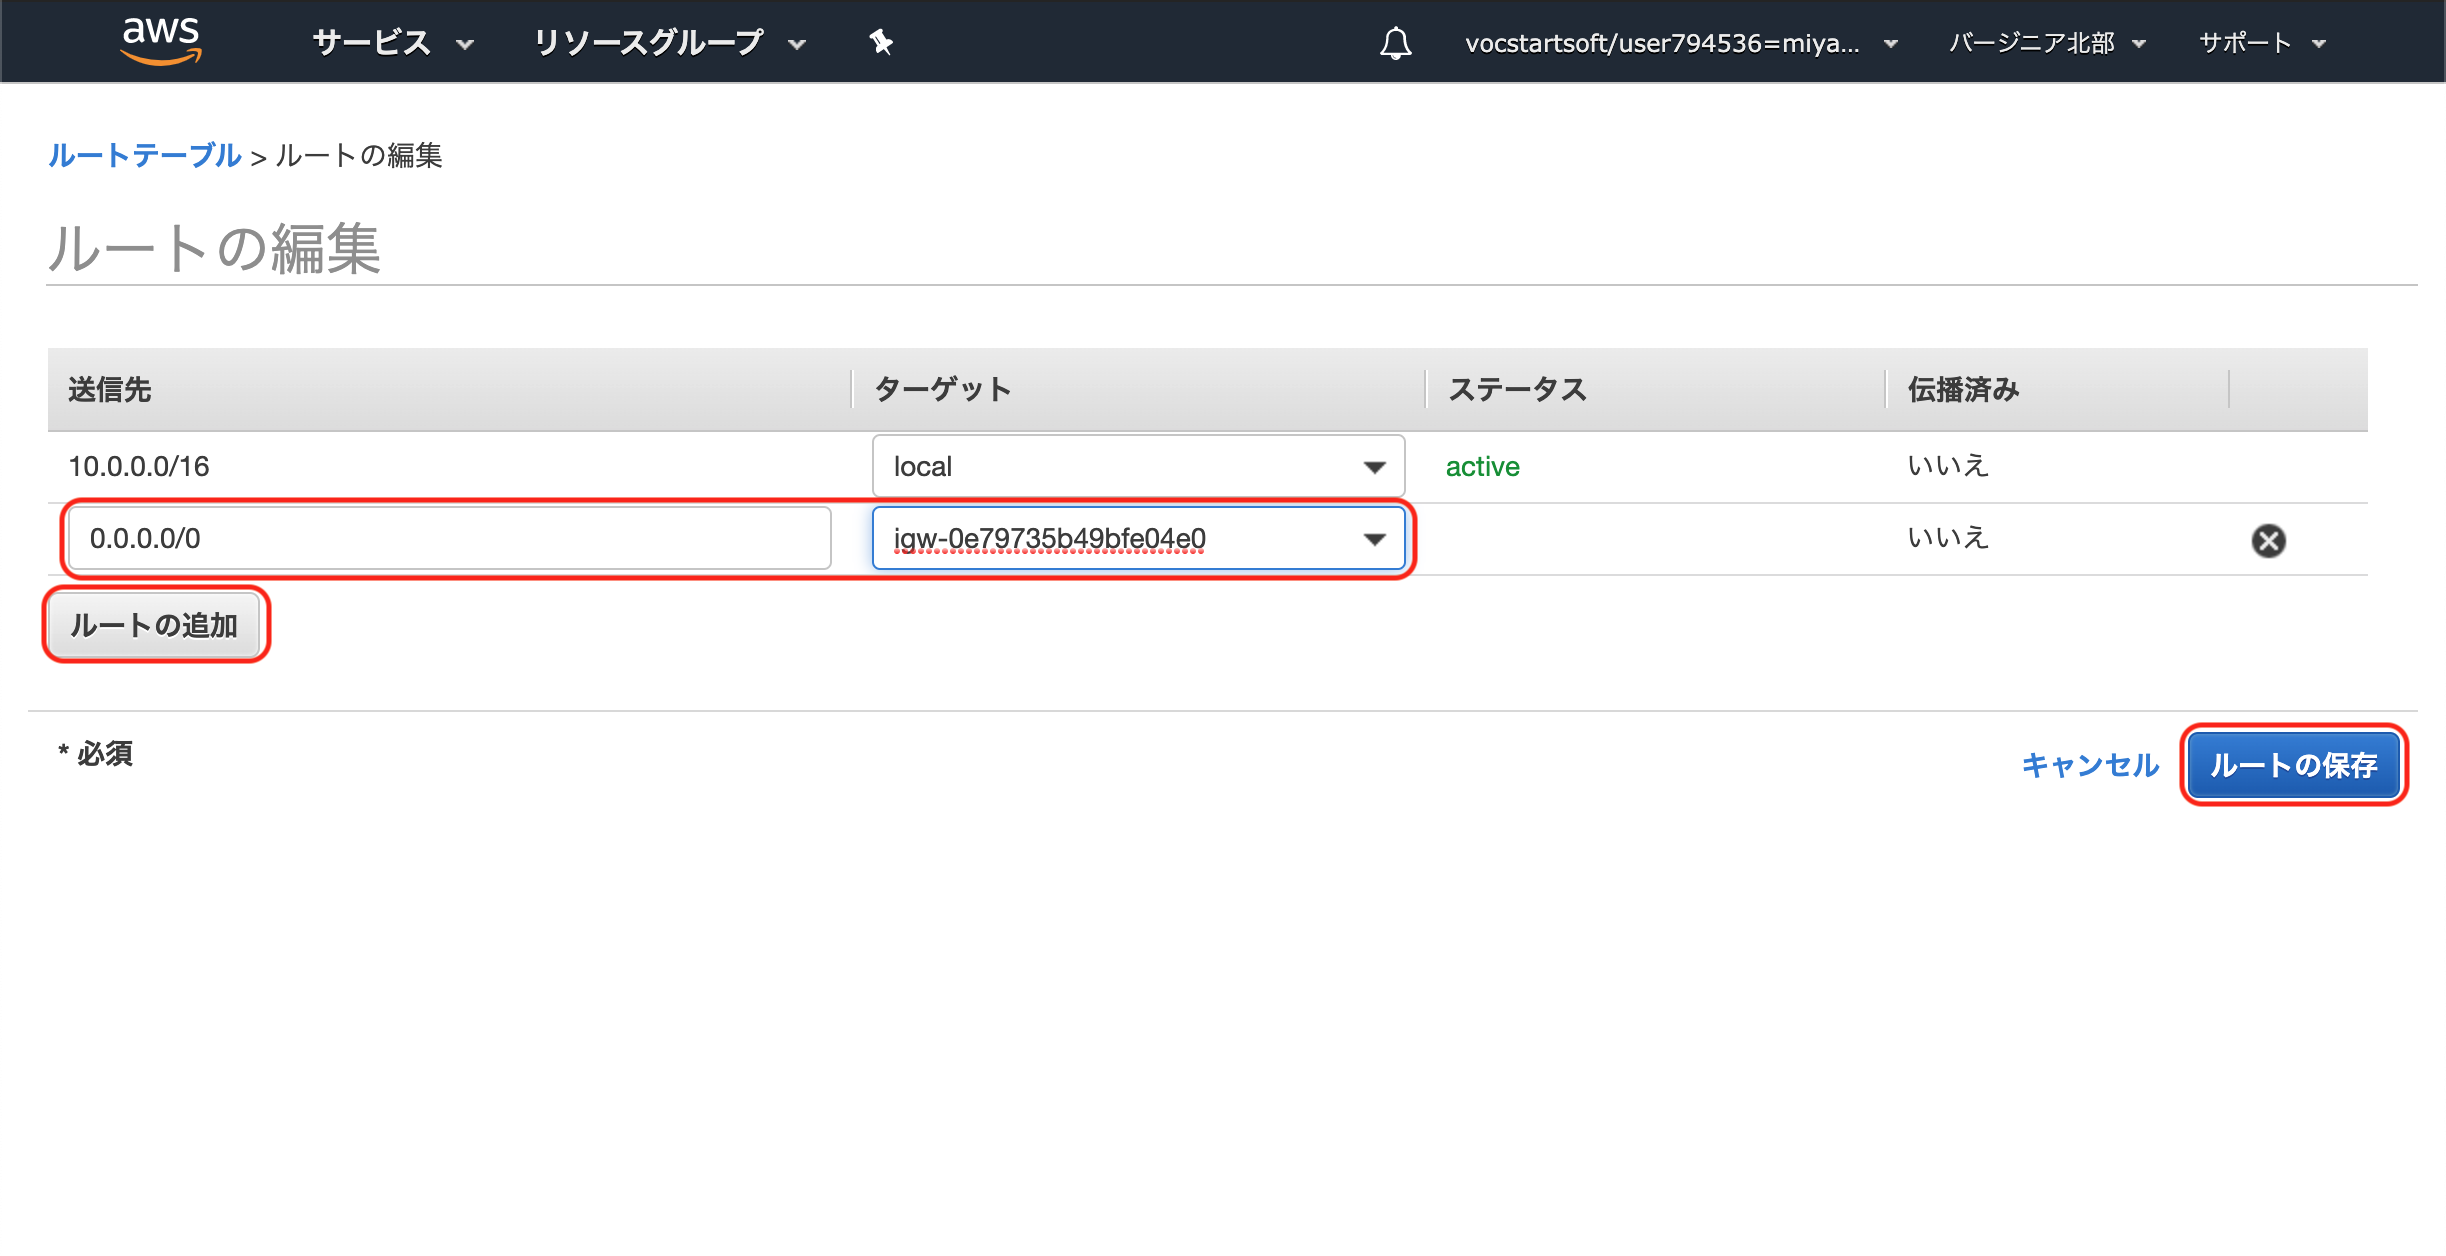 aws サービス リソースグループ vocstartsoft/user794536=miya... バージニア北部 サポート
ルートテーブル > ルートの編集
ルートの編集
送信先 ターゲット ステータス 伝播済み
10.0.0.0/16 local active いいえ
0.0.0.0/0 igw-0e79735b49bfe04e0 いいえ
ルートの追加
* 必須 キャンセル ルートの保存